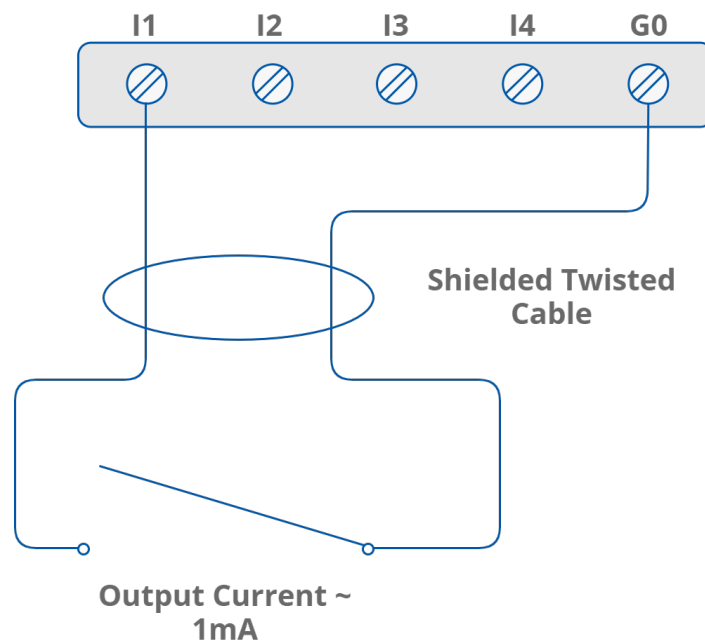 I1 I2 I3 I4 G0
Shielded Twisted
Cable
Output Current ~
1mA